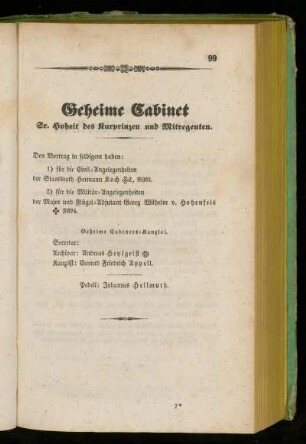 99
Geheime Cabinet
Sr. Hoheit des Kurprinzen und Mitregenten.
Den Vortrag in selbigem haben:
1) für die Civil-Angelegenheiten
der Staatsrath Hermann Koch
2) für die Militär-Angelegenheiten
der Major und Flügel-Adjutant Georg Wilhelm v. Hohenfels
Geheime Cabinets-Kanzlei.
Secretar:
Archivar: Andreas Heyligeist
Kanzlist: Conrad Friedrich Appell.
Pedell: Johannes Hellmuth.
7*